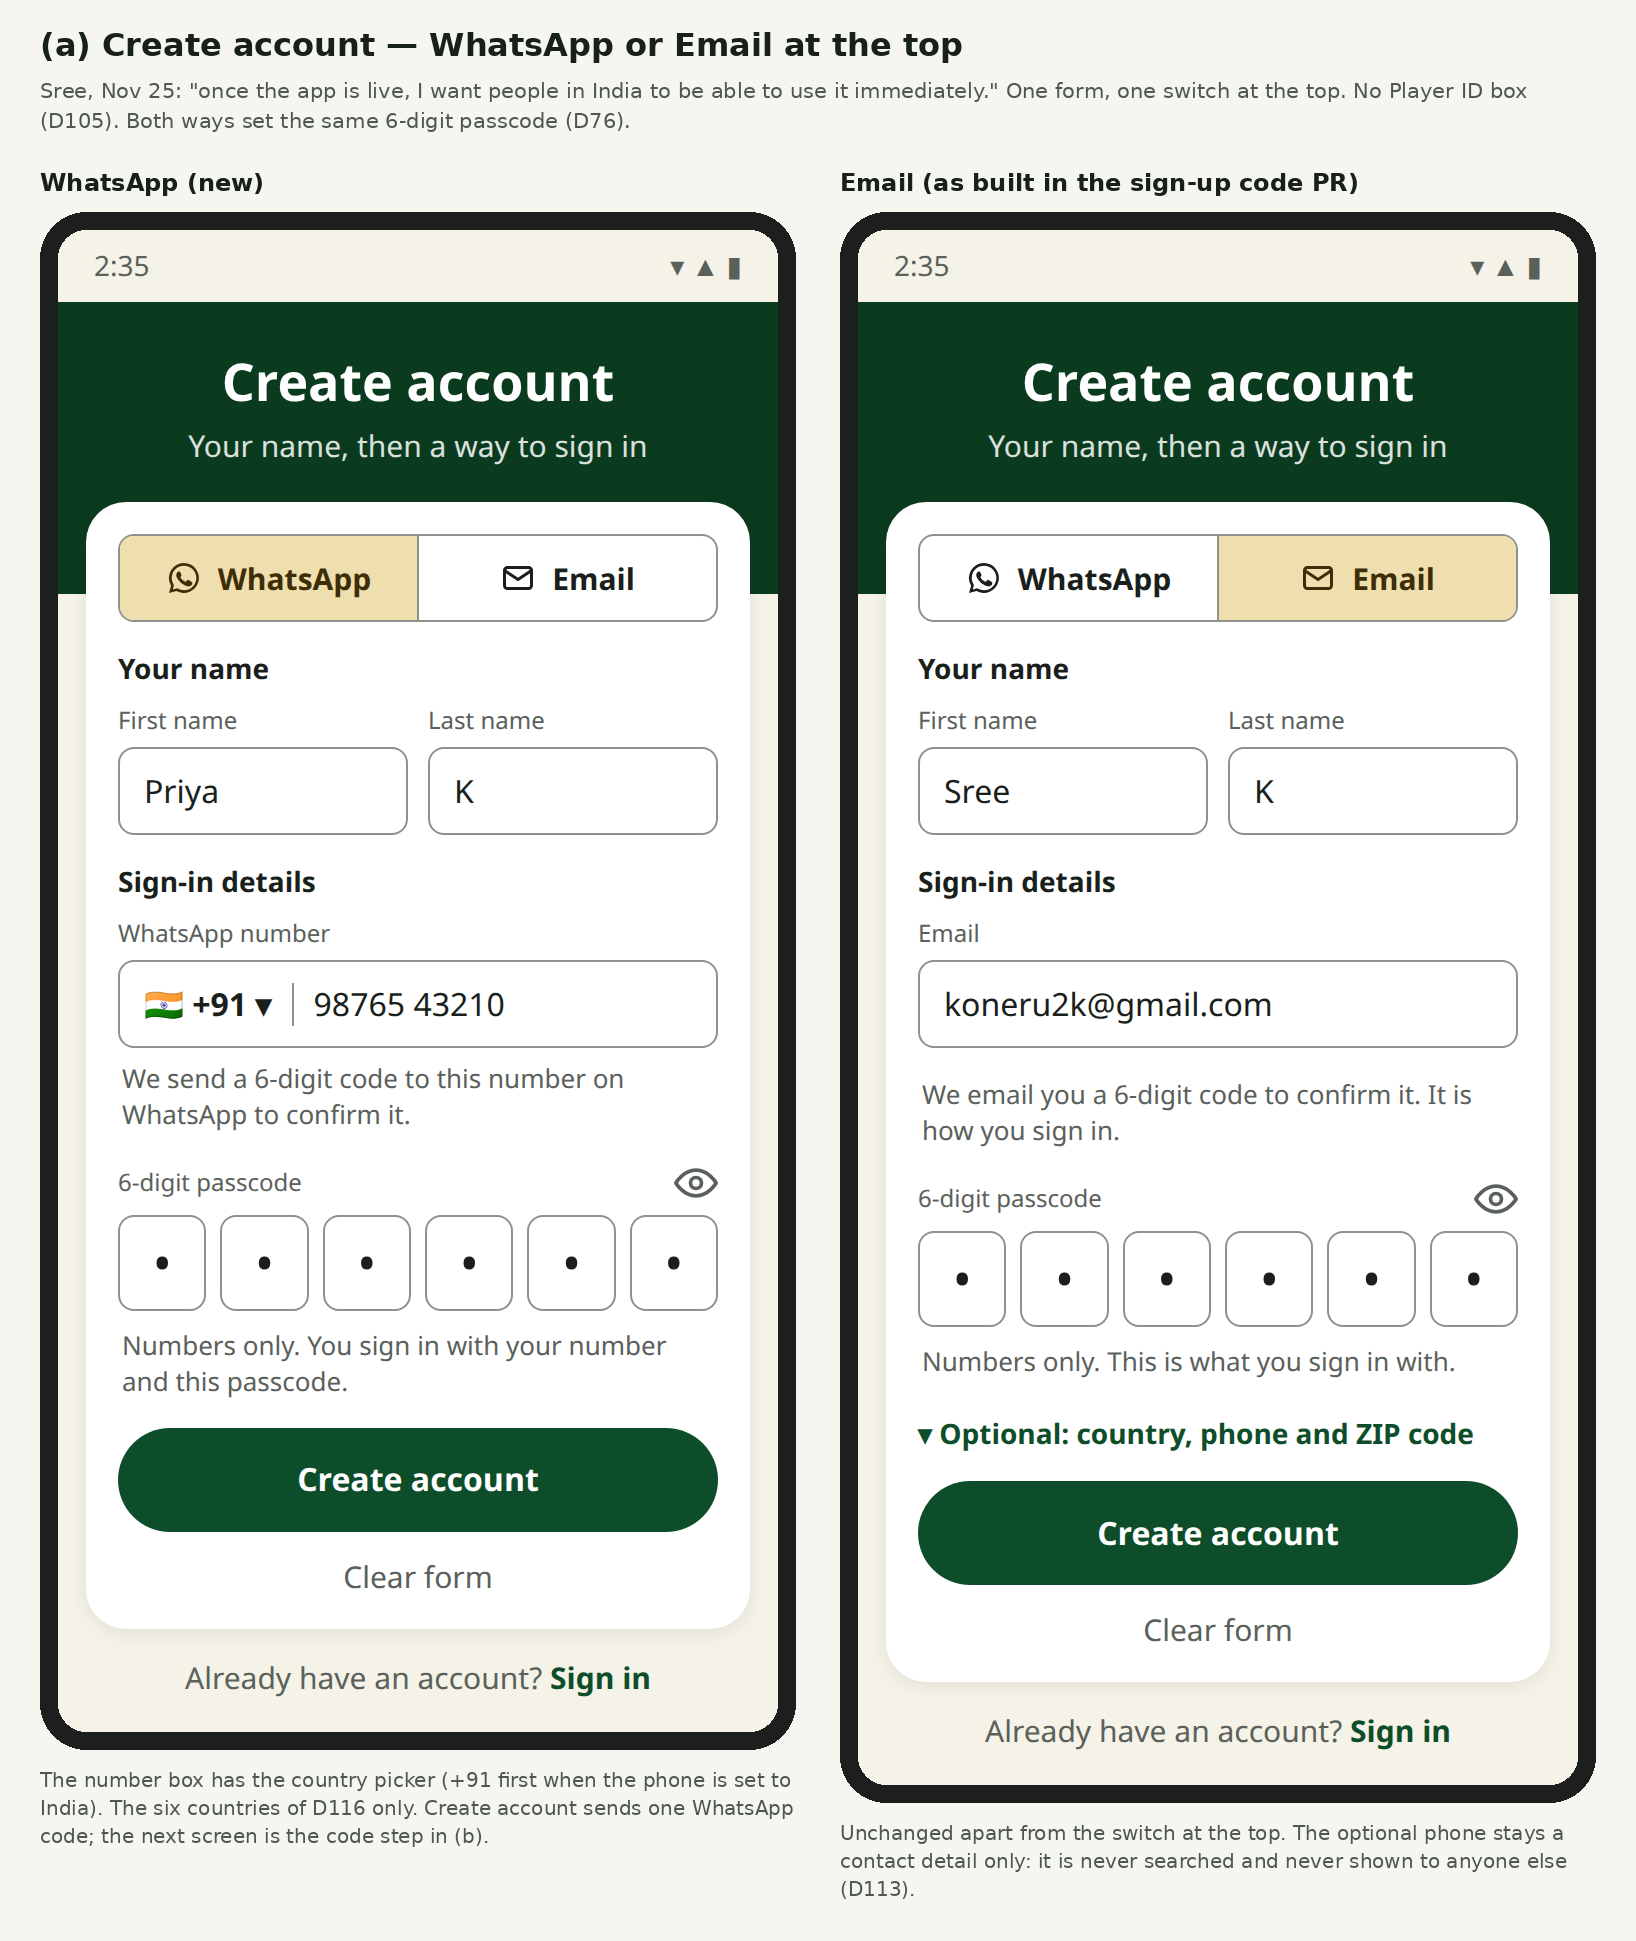 (a) Create account — WhatsApp or Email at the top
Sree, Nov 25: "once the app is live, I want people in India to be able to use it immediately." One form, one switch at the top. No Player ID box
(D105). Both ways set the same 6-digit passcode (D76).
WhatsApp (new)
2:35
Create account
Your name, then a way to sign in
WhatsApp
Email
Your name
First name
Last name
Priya
K
Sign-in details
WhatsApp number
🇮🇳 +91 ▾ 98765 43210
We send a 6-digit code to this number on
WhatsApp to confirm it.
6-digit passcode
Numbers only. You sign in with your number
and this passcode.
Create account
Clear form
Already have an account? Sign in
The number box has the country picker (+91 first when the phone is set to
India). The six countries of D116 only. Create account sends one WhatsApp
code; the next screen is the code step in (b).
Email (as built in the sign-up code PR)
2:35
Create account
Your name, then a way to sign in
WhatsApp
Email
Your name
First name
Last name
Sree
K
Sign-in details
Email
koneru2k@gmail.com
We email you a 6-digit code to confirm it. It is
how you sign in.
6-digit passcode
Numbers only. This is what you sign in with.
▾ Optional: country, phone and ZIP code
Create account
Clear form
Already have an account? Sign in
Unchanged apart from the switch at the top. The optional phone stays a
contact detail only: it is never searched and never shown to anyone else
(D113).